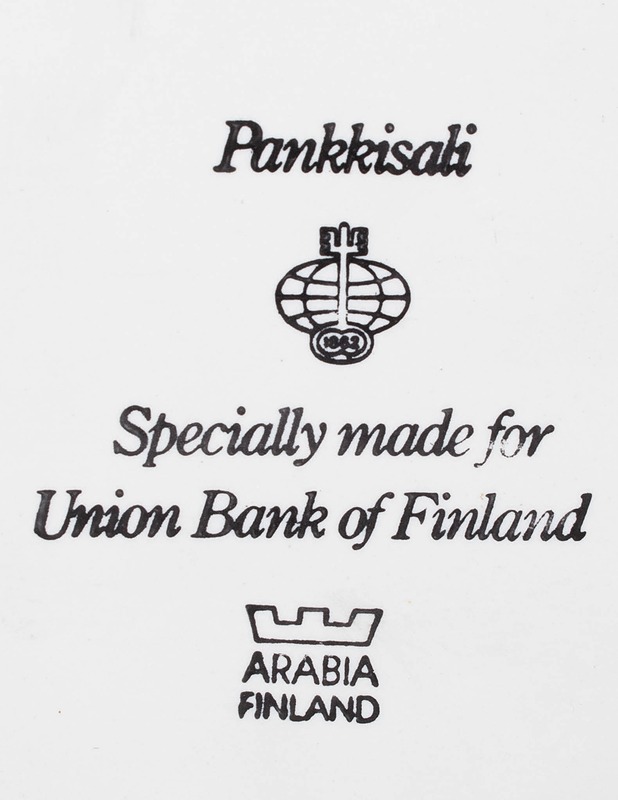 Pankkisali
1862
Specially made for
Union Bank of Finland
ARABIA
FINLAND